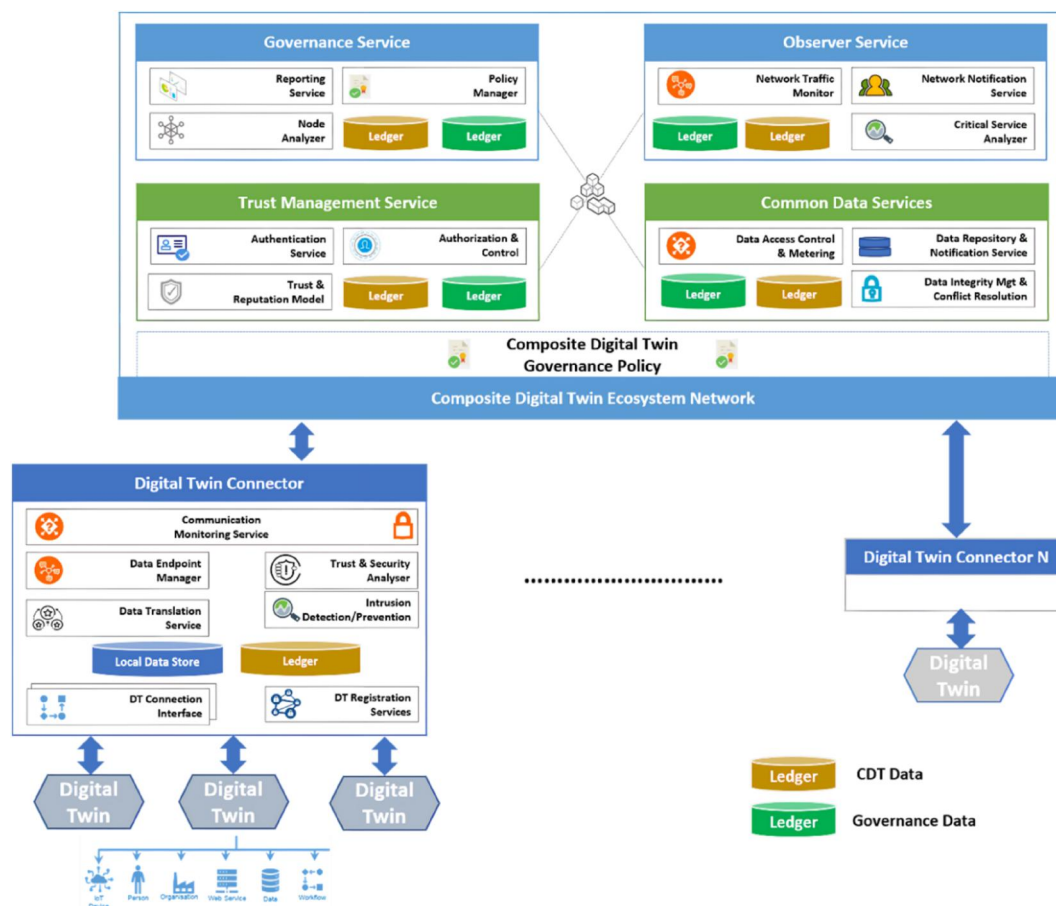 Governance Service
Reporting
Service
Policy
Manager
Node
Analyzer
Ledger
Ledger
Observer Service
Network Traffic
Monitor
Network Notification
Service
Ledger
Ledger
Critical Service
Analyzer
Trust Management Service
Authentication
Service
Authorization &
Control
Trust &
Reputation Model
Ledger
Ledger
Common Data Services
Data Access Control
& Metering
Data Repository &
Notification Service
Ledger
Ledger
Data Integrity Mgt &
Conflict Resolution
Composite Digital Twin
Governance Policy
Composite Digital Twin Ecosystem Network
Digital Twin Connector
Communication
Monitoring Service
Data Endpoint
Manager
Trust & Security
Analyser
Data Translation
Service
Intrusion
Detection/Prevention
Local Data Store
Ledger
DT Connection
Interface
DT Registration
Services
Digital Twin Connector N
Digital
Twin
Digital
Twin
Digital
Twin
Digital
Twin
Ledger
CDT Data
Ledger
Governance Data
IoT
Person
Organisation
Web Service
Data
Workflow